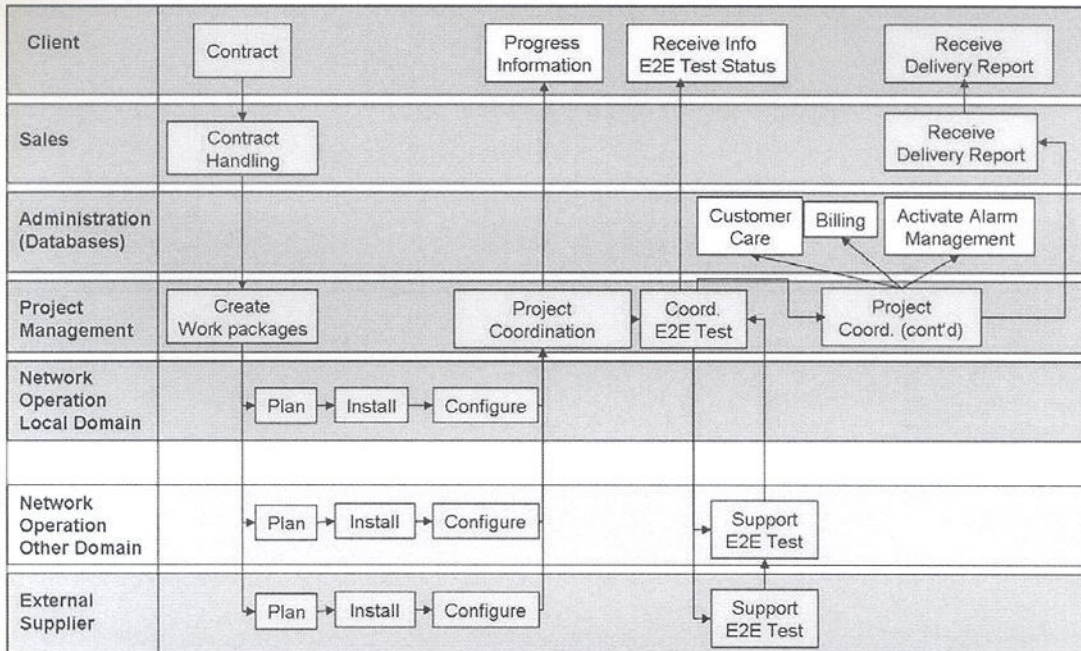 Client
Contract
Progress
Information
Receive Info
E2E Test Status
Receive
Delivery Report
Sales
Contract
Handling
Receive
Delivery Report
Administration
(Databases)
Customer
Care
Billing
Activate Alarm
Management
Project
Management
Create
Work packages
Project
Coordination
Coord.
E2E Test
Project
Coord. (cont'd)
Network
Operation
Local Domain
Plan
Install
Configure
Network
Operation
Other Domain
Plan
Install
Configure
Support
E2E Test
External
Supplier
Plan
Install
Configure
Support
E2E Test